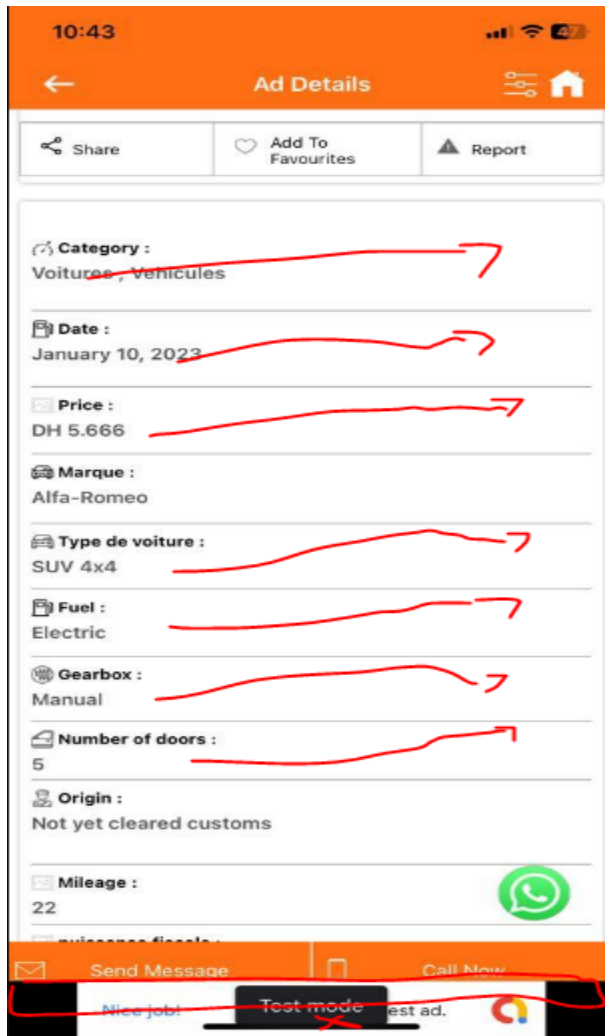 10:43
47
Ad Details
Share
Add To
Favourites
Report
Category :
Voitures , Vehicules
Date :
January 10, 2023
Price :
DH 5.666
Marque :
Alfa-Romeo
Type de voiture :
SUV 4x4
Fuel :
Electric
Gearbox :
Manual
Number of doors :
5
Origin :
Not yet cleared customs
Mileage :
22
puissance fiscale :
Send Message
Call Now
Nice job!
Test mode
est ad.